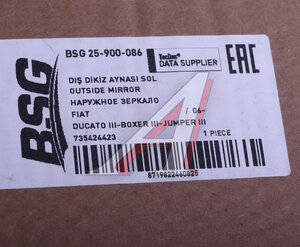 BSG 25-900-086
TecDoc
DATA SUPPLIER
EAC
BSG
DIŞ DİKİZ AYNASI SOL
OUTSIDE MIRROR
НАРУЖНОЕ ЗЕРКАЛО
FIAT / 06-
DUCATO III-BOXER III-JUMPER III
735424423 1 PIECE
8719822460825